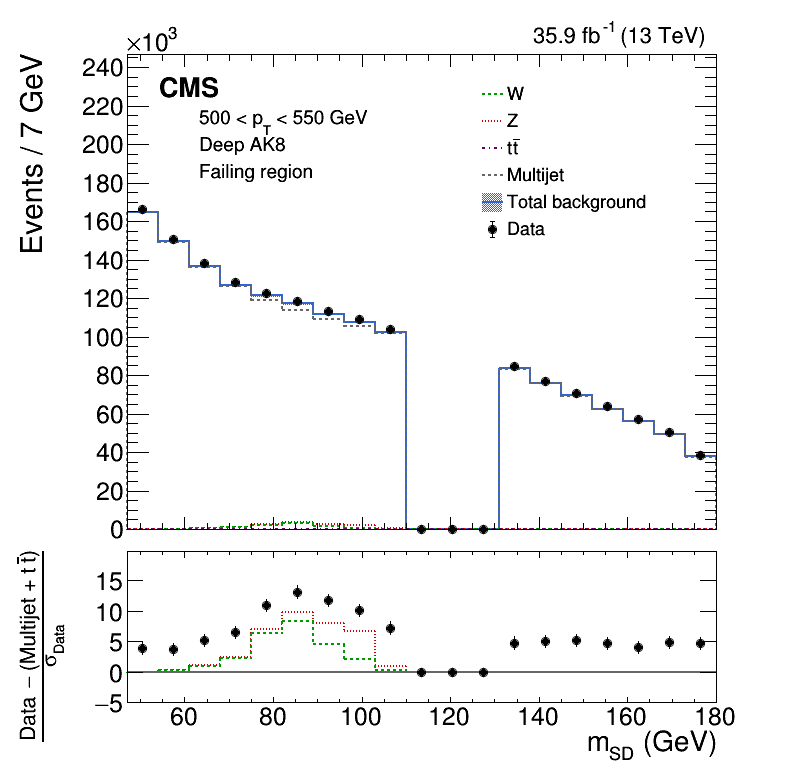 ×10³
35.9 fb⁻¹ (13 TeV)
Events / 7 GeV
240
220
200
180
160
140
120
100
80
60
40
20
0
CMS
500 < p_T < 550 GeV
Deep AK8
Failing region
W
Z
tt̄
Multijet
Total background
Data
Data − (Multijet + t t̄)
σ_Data
15
10
5
0
−5
60 80 100 120 140 160 180
m_SD (GeV)